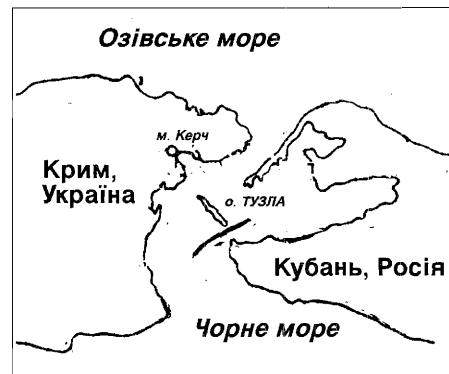 Озівське море
м. Керч
Крим,
Україна
о. ТУЗЛА
Кубань, Росія
Чорне море